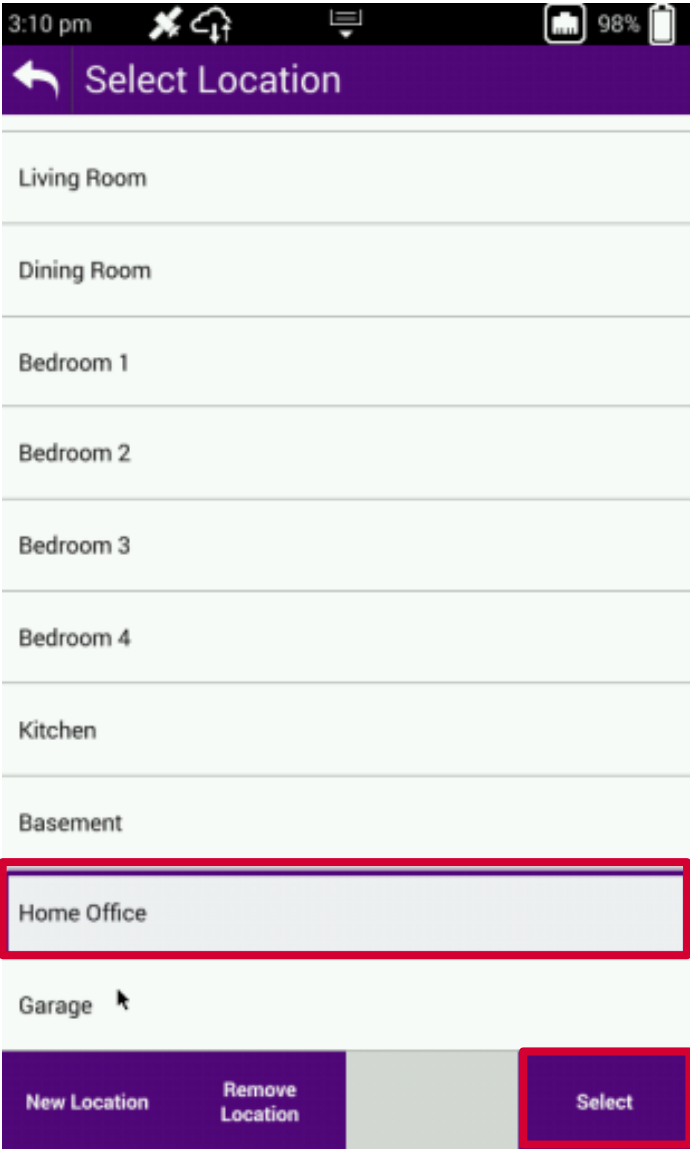 3:10 pm 98%
Select Location
Living Room
Dining Room
Bedroom 1
Bedroom 2
Bedroom 3
Bedroom 4
Kitchen
Basement
Home Office
Garage
New Location
Remove
Location
Select